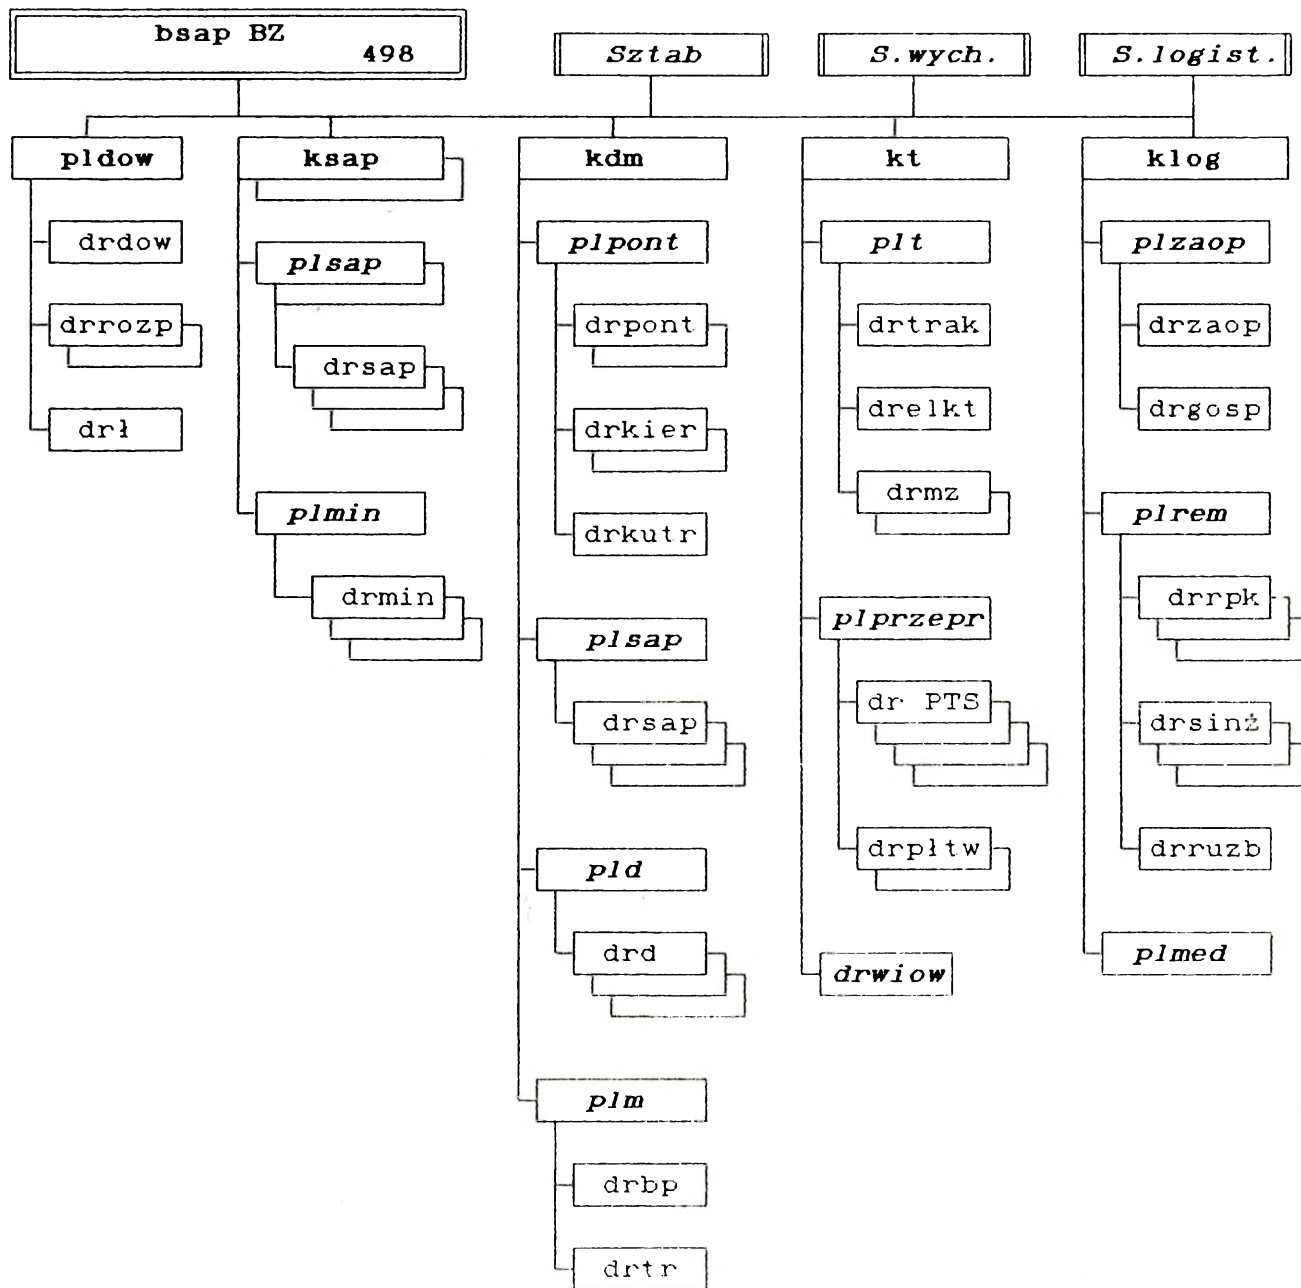 bsap BZ
498
Sztab
S.wych.
S.logist.
pldow
ksap
kdm
kt
klog
drdow
drrozp
drł
plsap
drsap
plmin
drmin
plpont
drpont
drkier
drkutr
plsap
drsap
pld
drd
plm
drbp
drtr
plt
drtrak
drelkt
drmz
plprzepr
dr PTS
drpłtw
drwiow
plzaop
drzaop
drgosp
plrem
drrpk
drsinż
drruzb
plmed